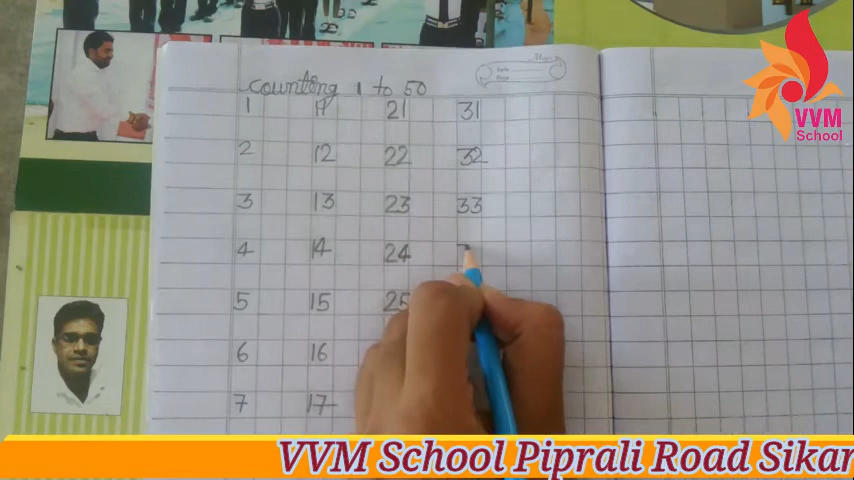 counting 1 to 50
1 11 21 31
2 12 22 32
3 13 23 33
4 14 24
5 15 25
6 16
7 17
VVM
School
VVM School Piprali Road Sikar